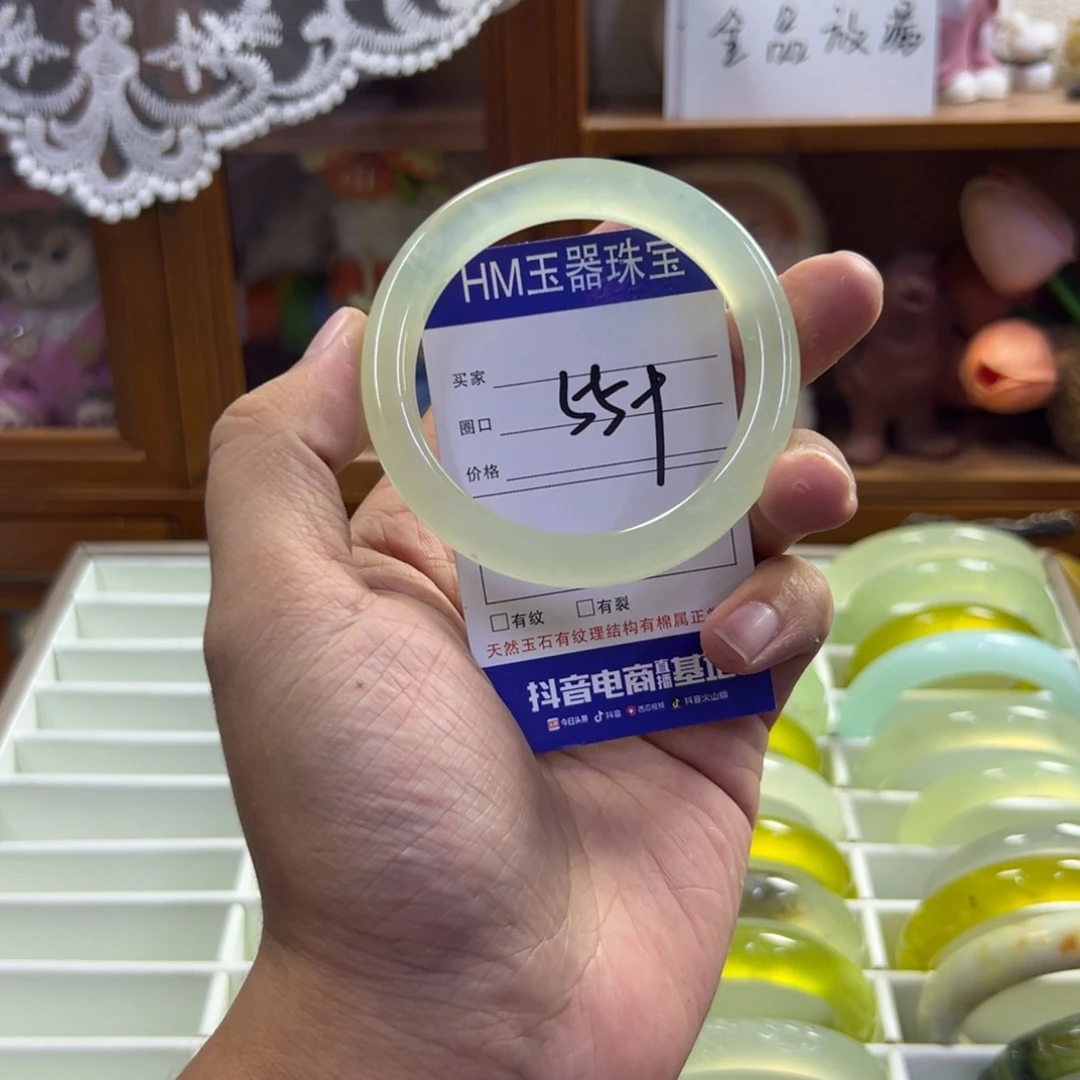 全品放漏
HM玉器珠宝
买家
圈口 55+
价格
□有纹 □有裂
天然玉石有纹理结构有棉属正
抖音电商直播基地
今日头条 抖音 西瓜视频 抖音火山版